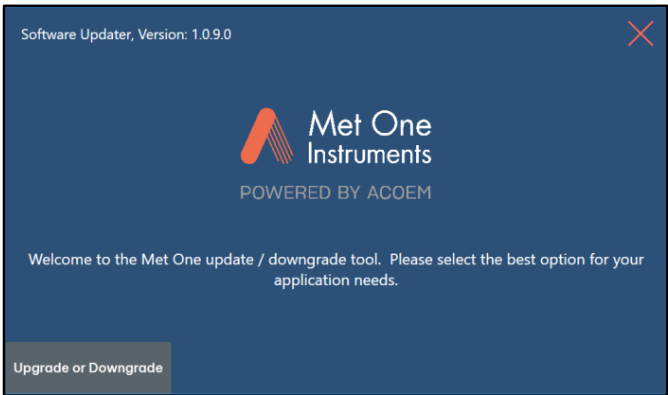 Software Updater, Version: 1.0.9.0
Met One
Instruments
POWERED BY ACOEM
Welcome to the Met One update / downgrade tool.  Please select the best option for your
application needs.
Upgrade or Downgrade